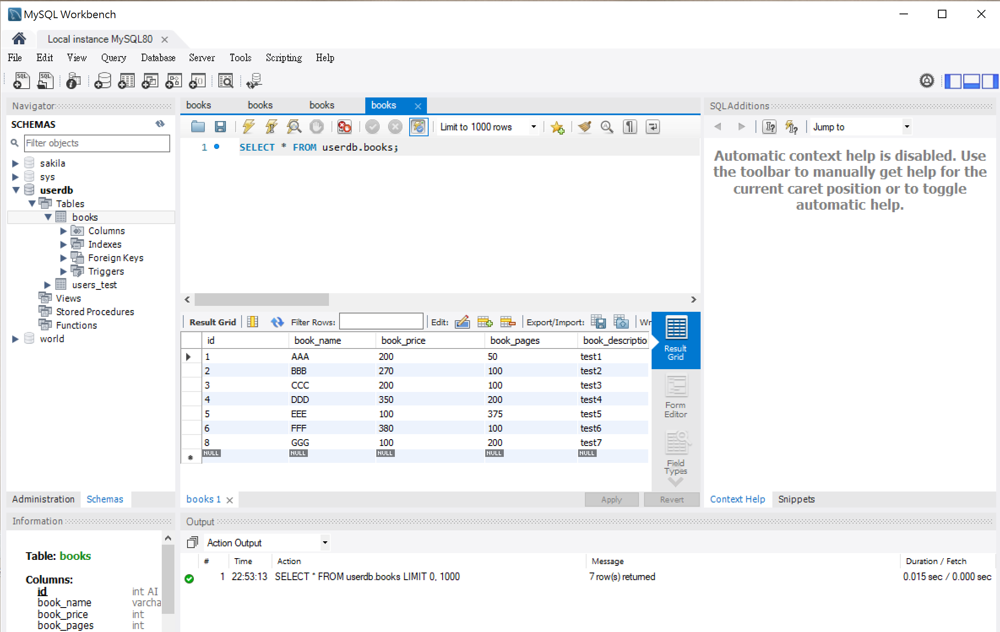 MySQL Workbench
Local instance MySQL80
File Edit View Query Database Server Tools Scripting Help
Navigator
SCHEMAS
Filter objects
sakila
sys
userdb
Tables
books
Columns
Indexes
Foreign Keys
Triggers
users_test
Views
Stored Procedures
Functions
world
Administration Schemas
Information
Table: books
Columns:
id int AI
book_name varcha
book_price int
book_pages int
books books books books
Limit to 1000 rows
1 SELECT * FROM userdb.books;
Result Grid Filter Rows: Edit: Export/Import: Wr
id book_name book_price book_pages book_descriptio
1 AAA 200 50 test1
2 BBB 270 100 test2
3 CCC 200 100 test3
4 DDD 350 200 test4
5 EEE 100 375 test5
6 FFF 380 100 test6
8 GGG 100 200 test7
NULL NULL NULL NULL NULL
Result
Grid
Form
Editor
Field
Types
books 1 Apply Revert
SQLAdditions
Jump to
Automatic context help is disabled. Use
the toolbar to manually get help for the
current caret position or to toggle
automatic help.
Context Help Snippets
Output
Action Output
# Time Action Message Duration / Fetch
1 22:53:13 SELECT * FROM userdb.books LIMIT 0, 1000 7 row(s) returned 0.015 sec / 0.000 sec